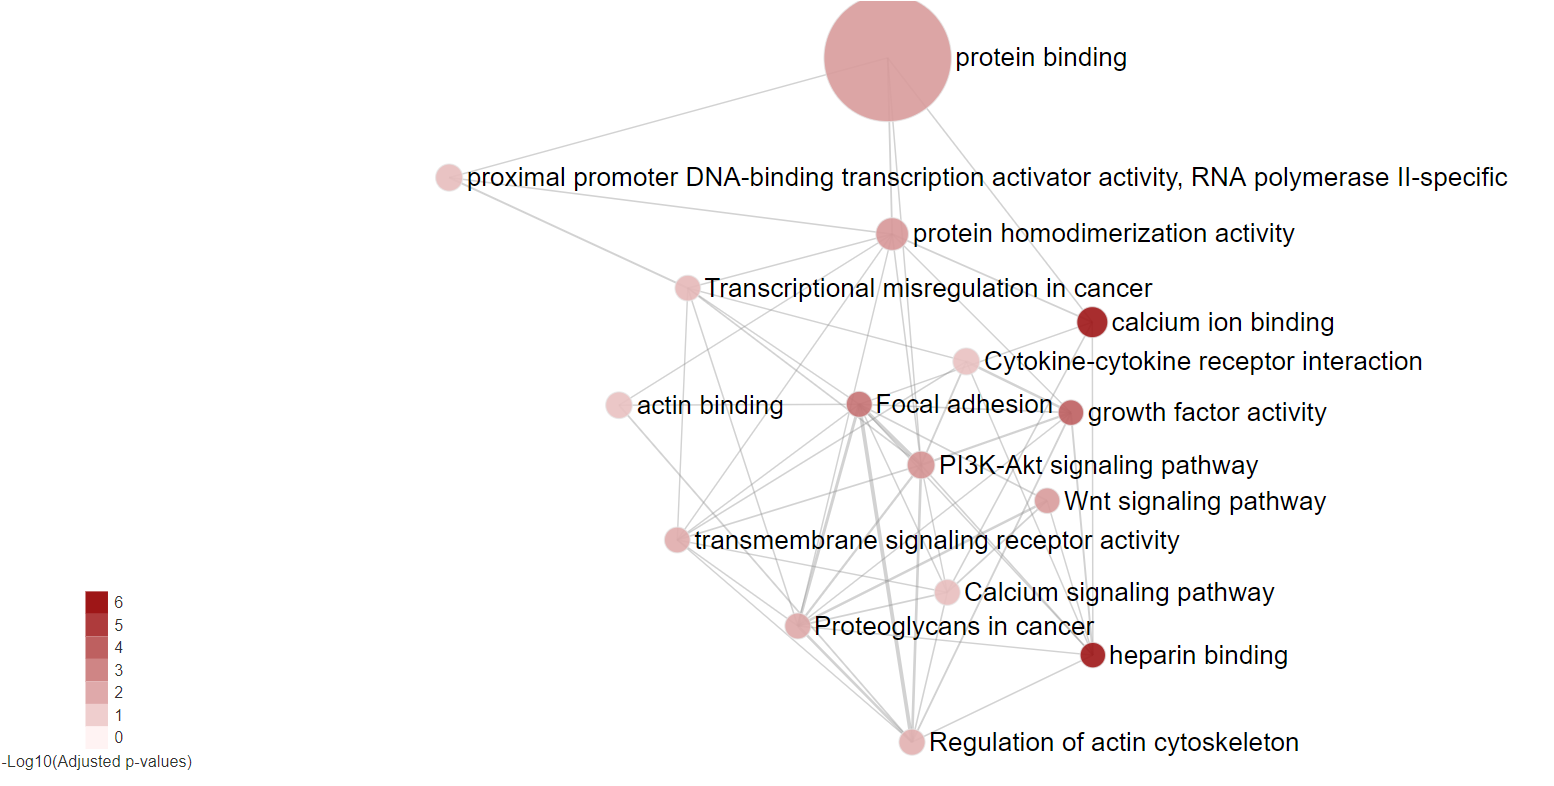 protein binding
proximal promoter DNA-binding transcription activator activity, RNA polymerase II-specific
protein homodimerization activity
Transcriptional misregulation in cancer
calcium ion binding
Cytokine-cytokine receptor interaction
actin binding
Focal adhesion
growth factor activity
PI3K-Akt signaling pathway
Wnt signaling pathway
transmembrane signaling receptor activity
Calcium signaling pathway
Proteoglycans in cancer
heparin binding
Regulation of actin cytoskeleton
6
5
4
3
2
1
0
-Log10(Adjusted p-values)